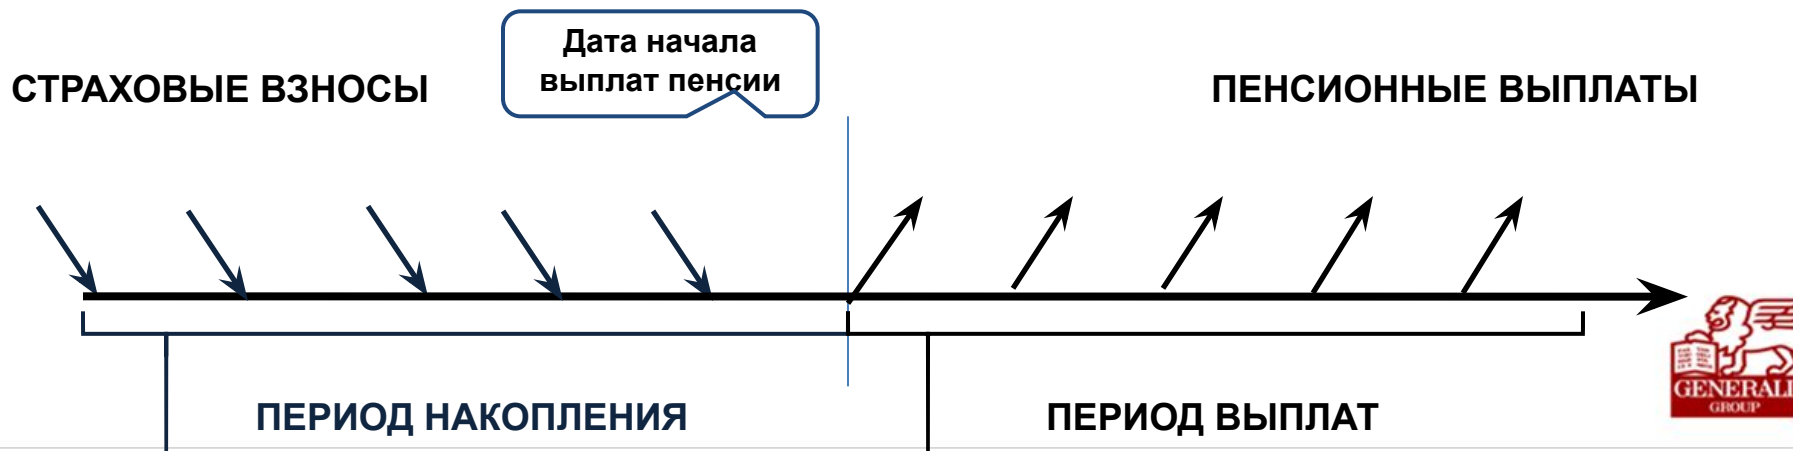 Дата начала
выплат пенсии
СТРАХОВЫЕ ВЗНОСЫ
ПЕНСИОННЫЕ ВЫПЛАТЫ
ПЕРИОД НАКОПЛЕНИЯ
ПЕРИОД ВЫПЛАТ
GENERALI
GROUP